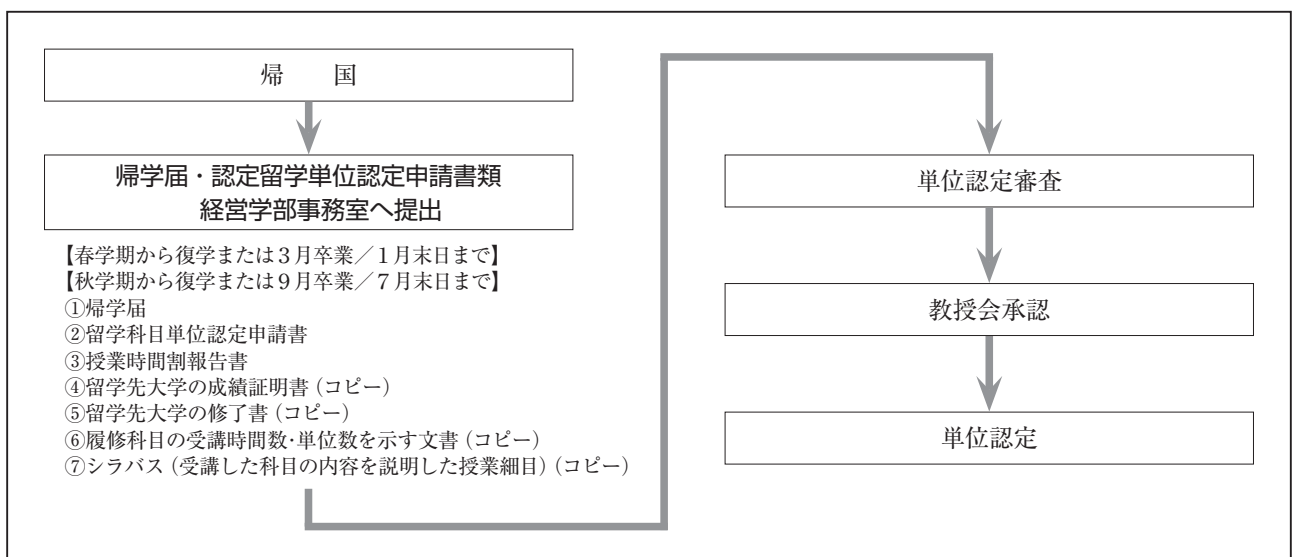 帰　国
帰学届・認定留学単位認定申請書類
経営学部事務室へ提出
【春学期から復学または３月卒業／１月末日まで】
【秋学期から復学または９月卒業／７月末日まで】
①帰学届
②留学科目単位認定申請書
③授業時間割報告書
④留学先大学の成績証明書（コピー）
⑤留学先大学の修了書（コピー）
⑥履修科目の受講時間数・単位数を示す文書（コピー）
⑦シラバス（受講した科目の内容を説明した授業細目）（コピー）
単位認定審査
教授会承認
単位認定